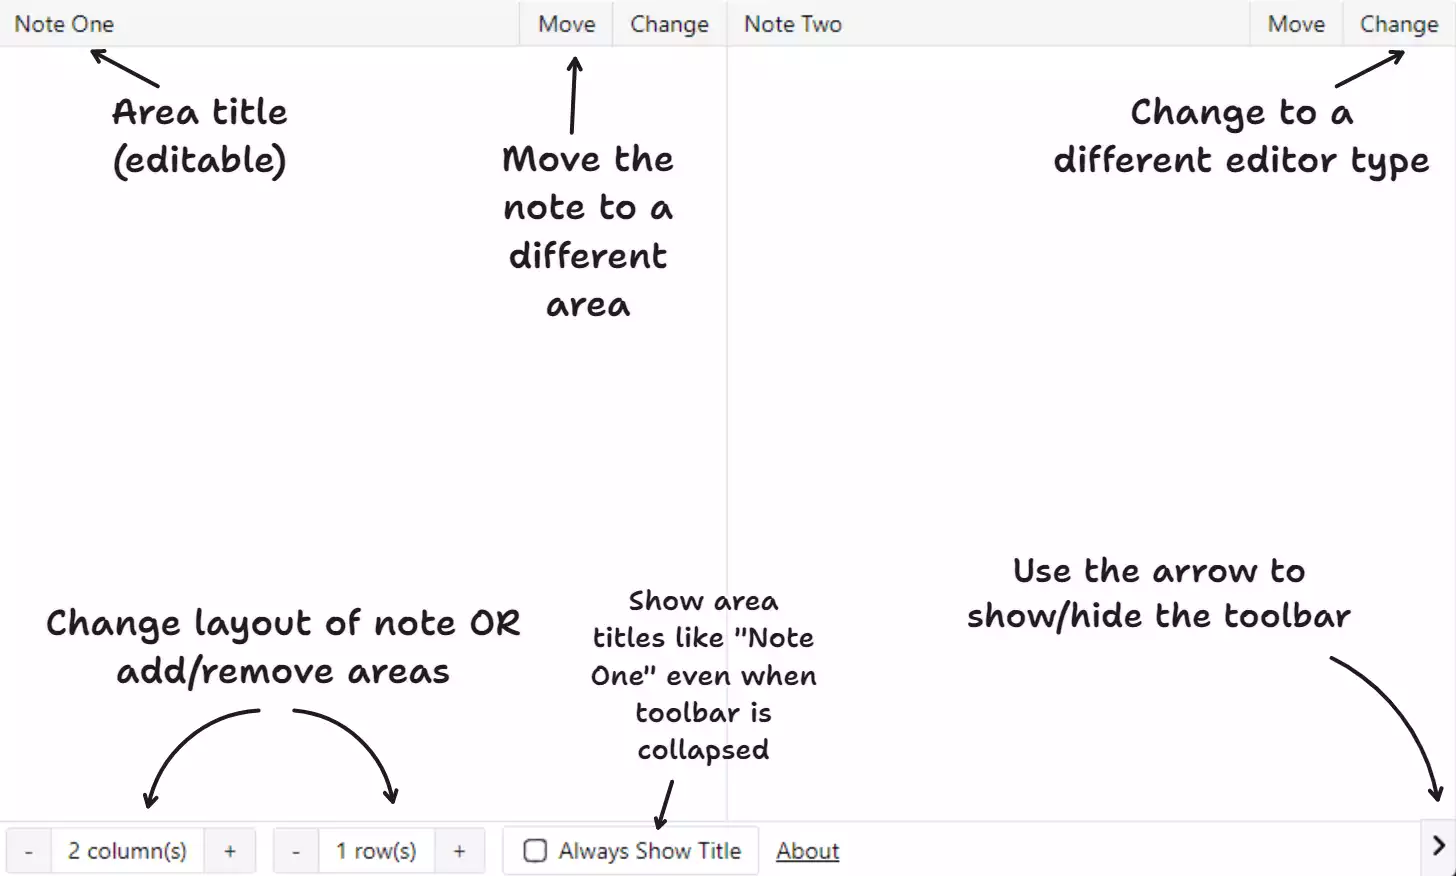 Note One
Move
Change
Note Two
Move
Change
Area title
(editable)
Move the
note to a
different
area
Change to a
different editor type
Change layout of note OR
add/remove areas
Show area
titles like "Note
One" even when
toolbar is
collapsed
Use the arrow to
show/hide the toolbar
- 2 column(s) +
- 1 row(s) +
Always Show Title
About